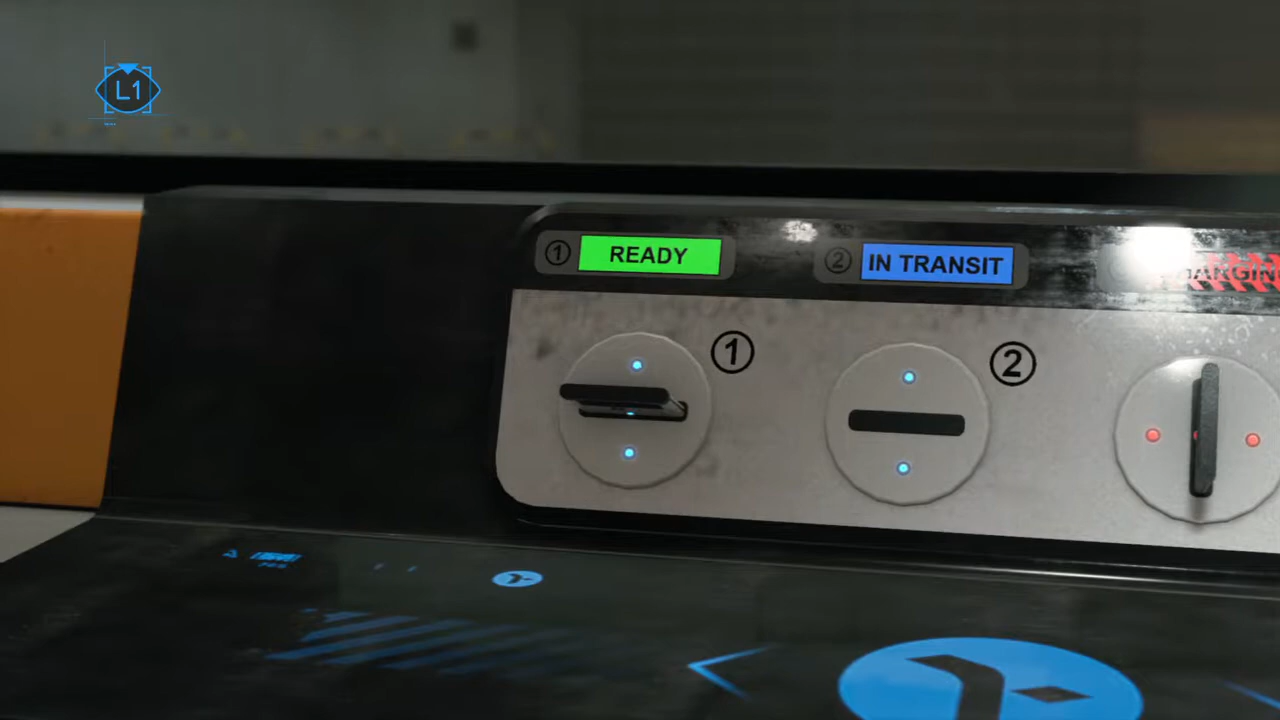 L1
① READY
② IN TRANSIT
①
②